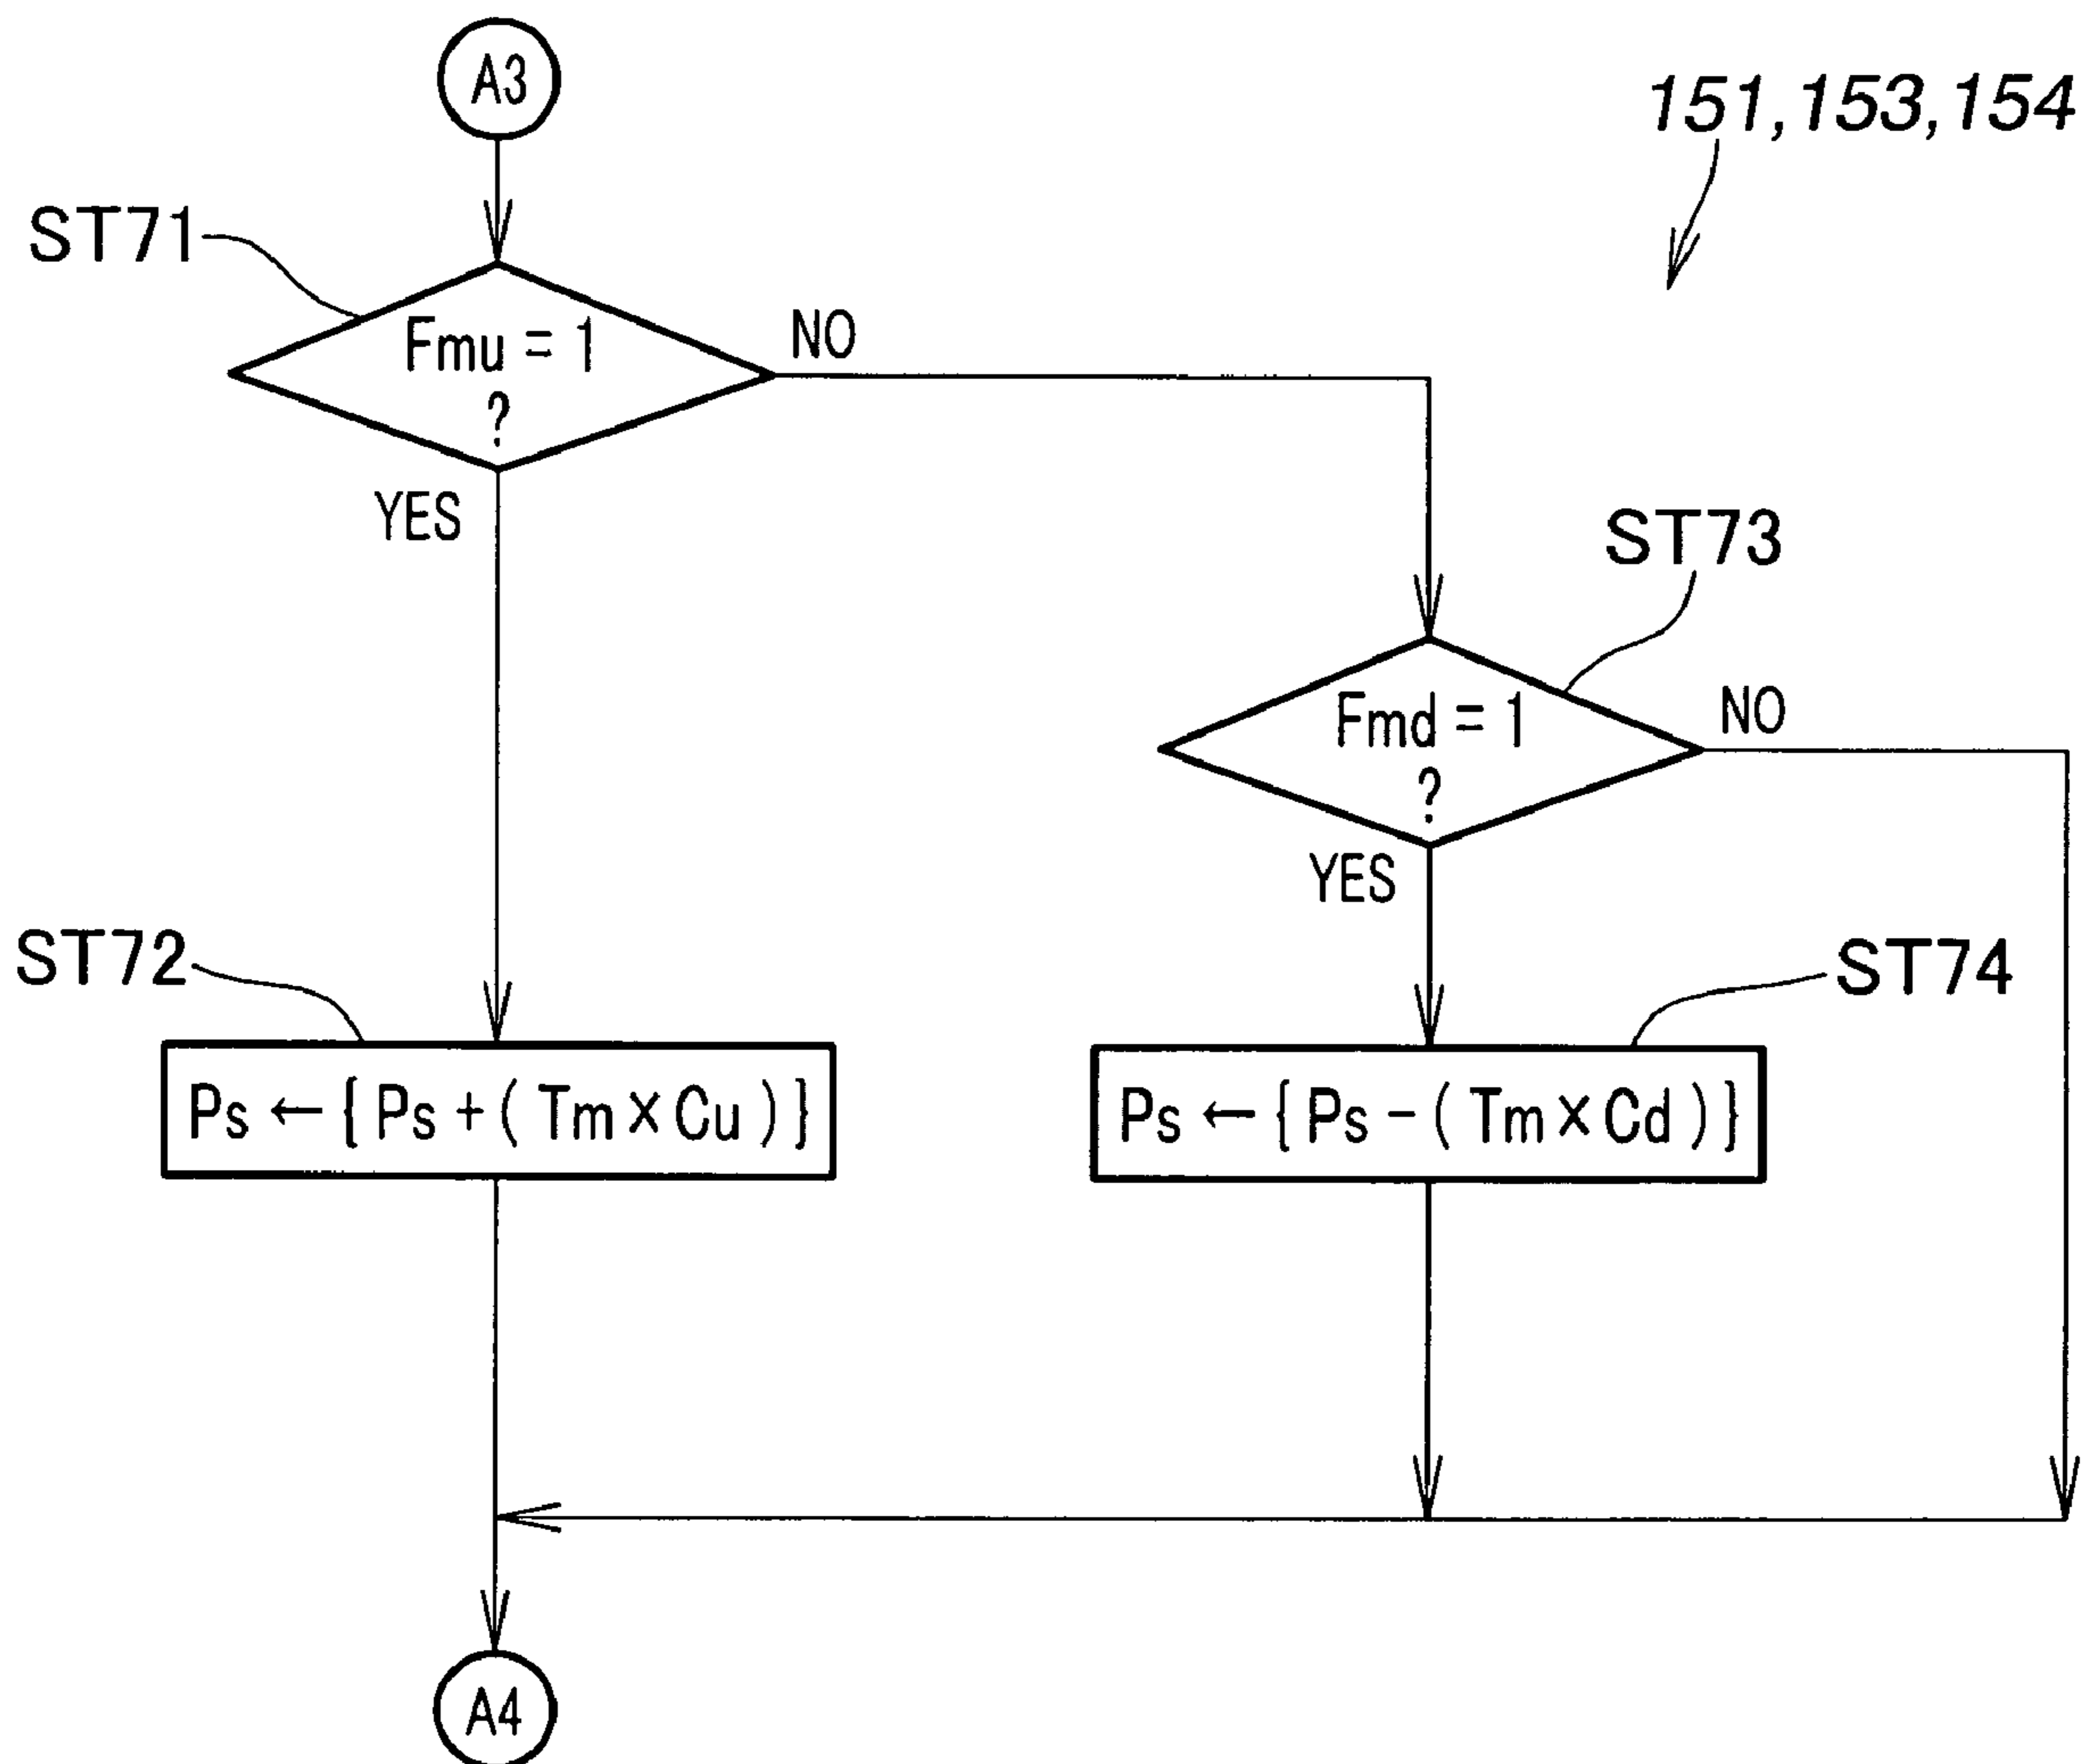 A3
151,153,154
ST71
Fmu = 1
?
NO
YES
ST73
Fmd = 1
?
NO
YES
ST72
ST74
Ps ← { Ps + ( Tm × Cu ) }
Ps ← { Ps − ( Tm × Cd ) }
A4